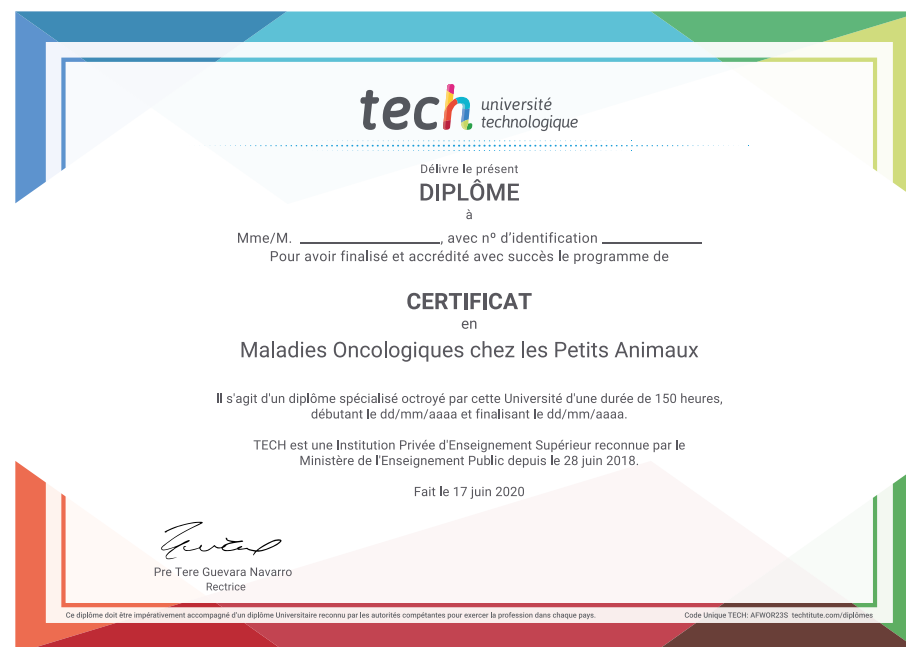 tech université
technologique
Délivre le présent
DIPLÔME
à
Mme/M. ____________, avec nº d'identification ____________
Pour avoir finalisé et accrédité avec succès le programme de
CERTIFICAT
en
Maladies Oncologiques chez les Petits Animaux
Il s'agit d'un diplôme spécialisé octroyé par cette Université d'une durée de 150 heures,
débutant le dd/mm/aaaa et finalisant le dd/mm/aaaa.
TECH est une Institution Privée d'Enseignement Supérieur reconnue par le
Ministère de l'Enseignement Public depuis le 28 juin 2018.
Fait le 17 juin 2020
Pre Tere Guevara Navarro
Rectrice
Ce diplôme doit être impérativement accompagné d'un diplôme Universitaire reconnu par les autorités compétentes pour exercer la profession dans chaque pays.
Code Unique TECH: AFWOR23S techtitute.com/diplômes